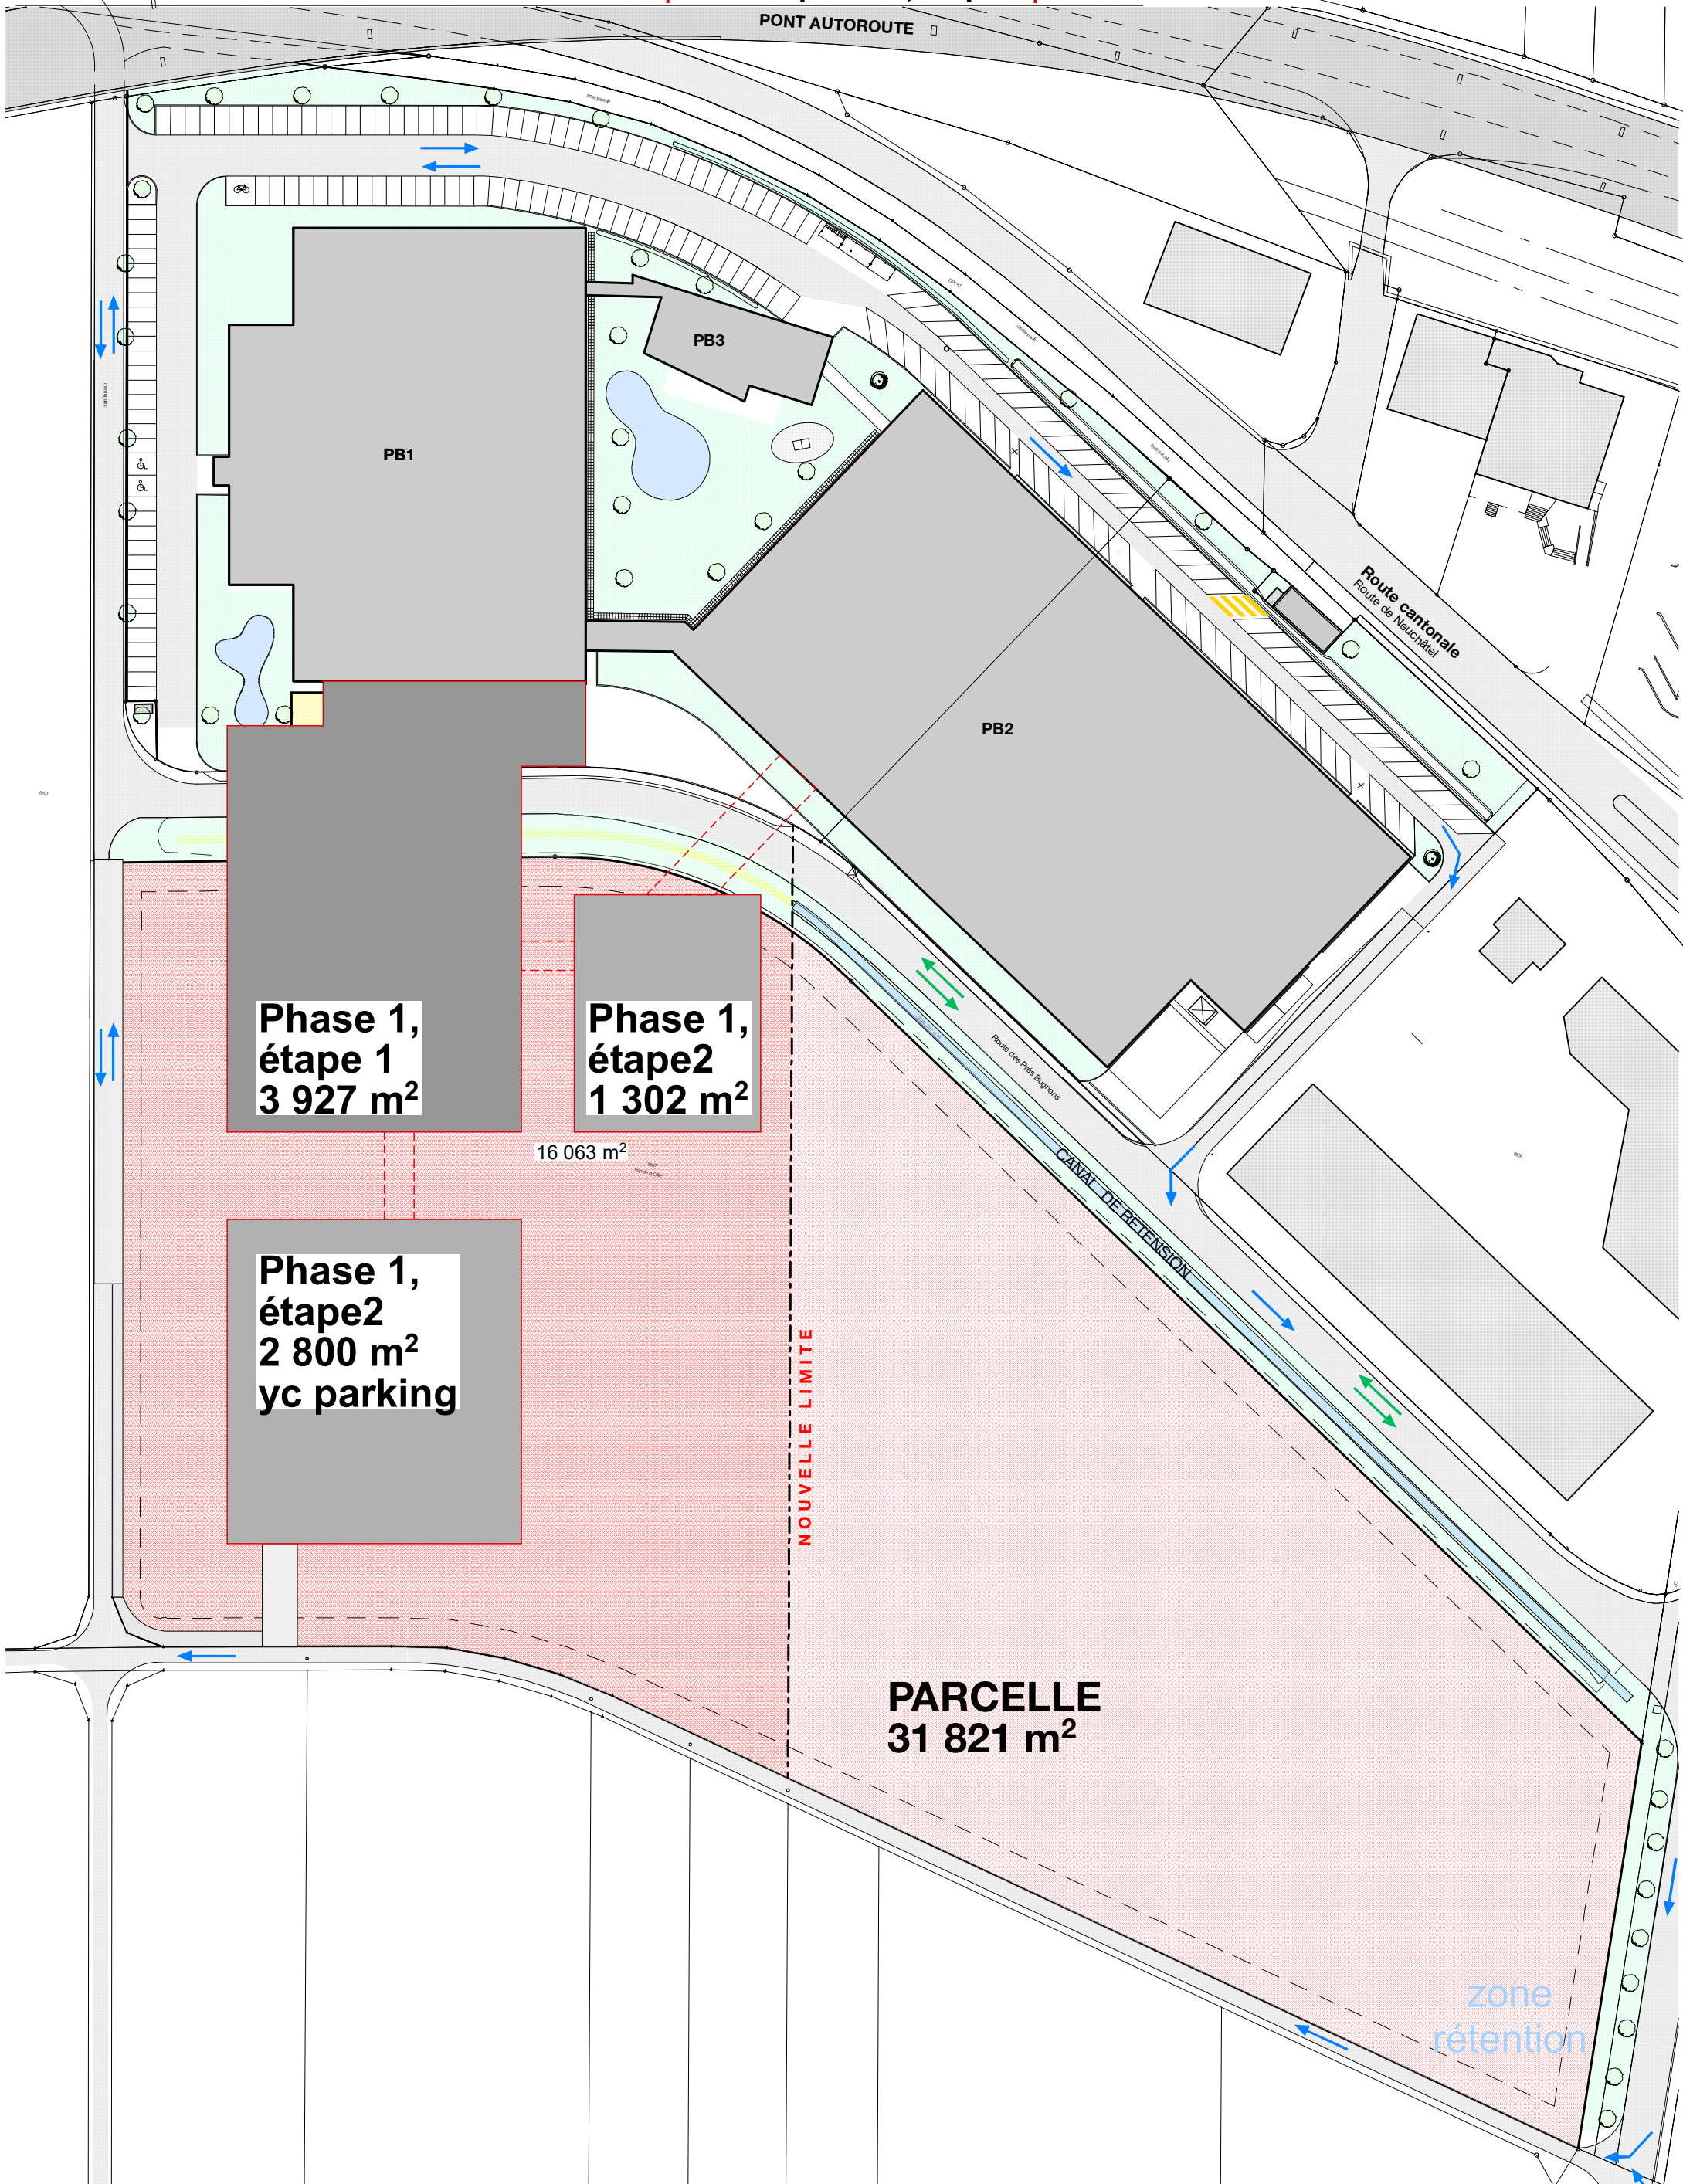 PONT AUTOROUTE
PB3
PB1
Route cantonale
Route de Neuchâtel
PB2
Phase 1,
étape 1
3 927 m²
Phase 1,
étape2
1 302 m²
Route des Prés Bugnons
16 063 m²
CANAL DE RETENSION
Phase 1,
étape2
2 800 m²
yc parking
NOUVELLE LIMITE
PARCELLE
31 821 m²
zone
rétention